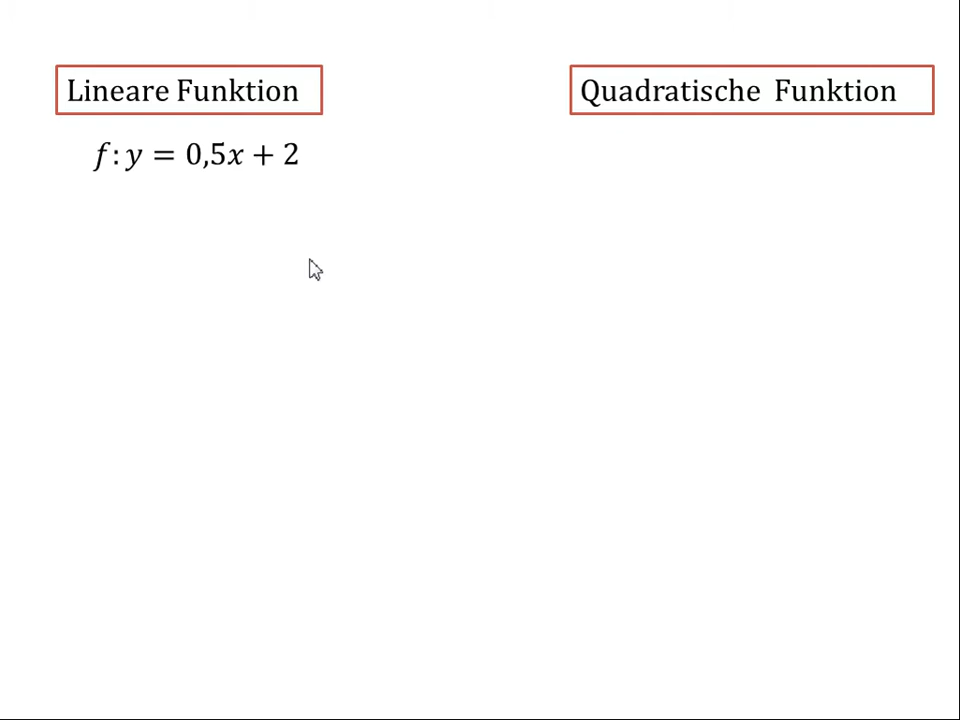 Lineare Funktion
Quadratische Funktion
f: y = 0,5x + 2